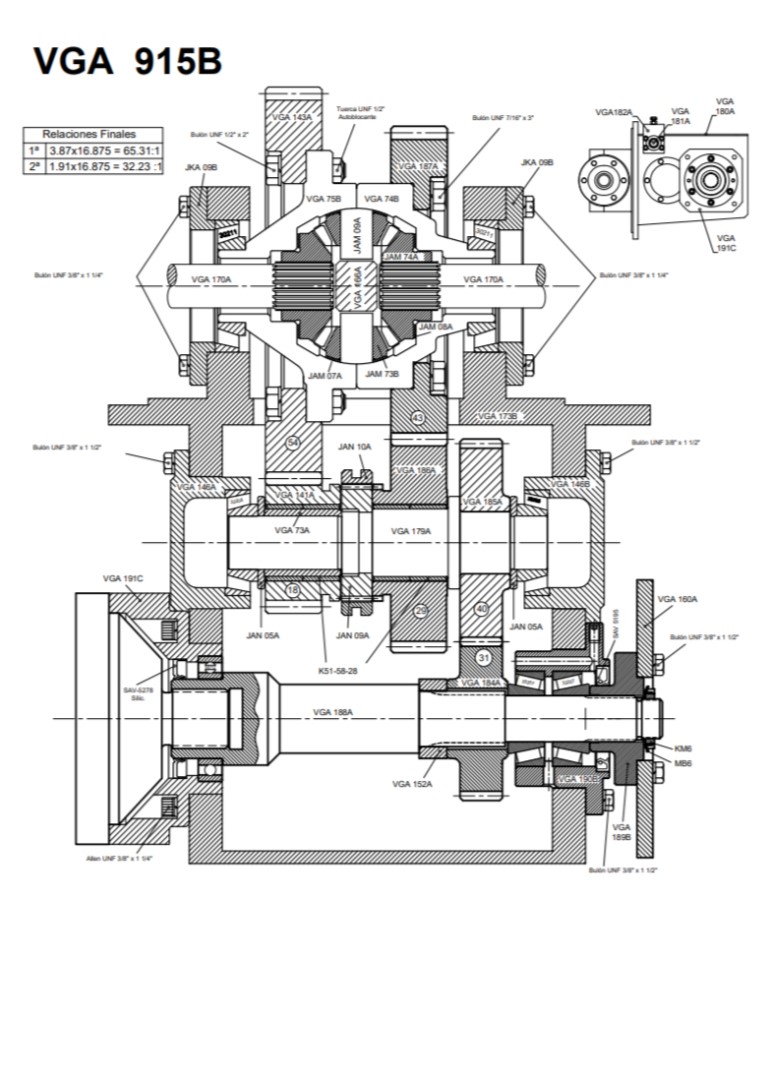 VGA 915B
Relaciones Finales
1ª 3.87x16.875 = 65.31:1
2ª 1.91x16.875 = 32.23 :1
Tuerca UNF 1/2"
Autoblocante
Bulón UNF 1/2" x 2"
VGA 143A
Bulón UNF 7/16" x 3"
VGA182A
VGA
181A
VGA
180A
VGA
191C
JKA 09B
VGA 187A
JKA 09B
VGA 75B
VGA 74B
30211
30211
JAM 09A
JAM 74A
Bulón UNF 3/8" x 1 1/4"
VGA 170A
VGA 166A
VGA 170A
Bulón UNF 3/8" x 1 1/4"
JAM 08A
JAM 07A
JAM 73B
43
VGA 173B
54
JAN 10A
Bulón UNF 3/8" x 1 1/2"
Bulón UNF 3/8" x 1 1/2"
VGA 146A
VGA 141A
VGA 186A
VGA 185A
VGA 146B
VGA 73A
VGA 179A
VGA 191C
18
29
40
VGA 160A
JAN 05A
JAN 09A
JAN 05A
SAV 5195
Bulón UNF 3/8" x 1 1/2"
K51-58-28
31
SAV-5278
Silic.
VGA 184A
VGA 188A
KM6
MB6
VGA 152A
VGA 190B
VGA
189B
Allen UNF 3/8" x 1 1/4"
Bulón UNF 3/8" x 1 1/2"